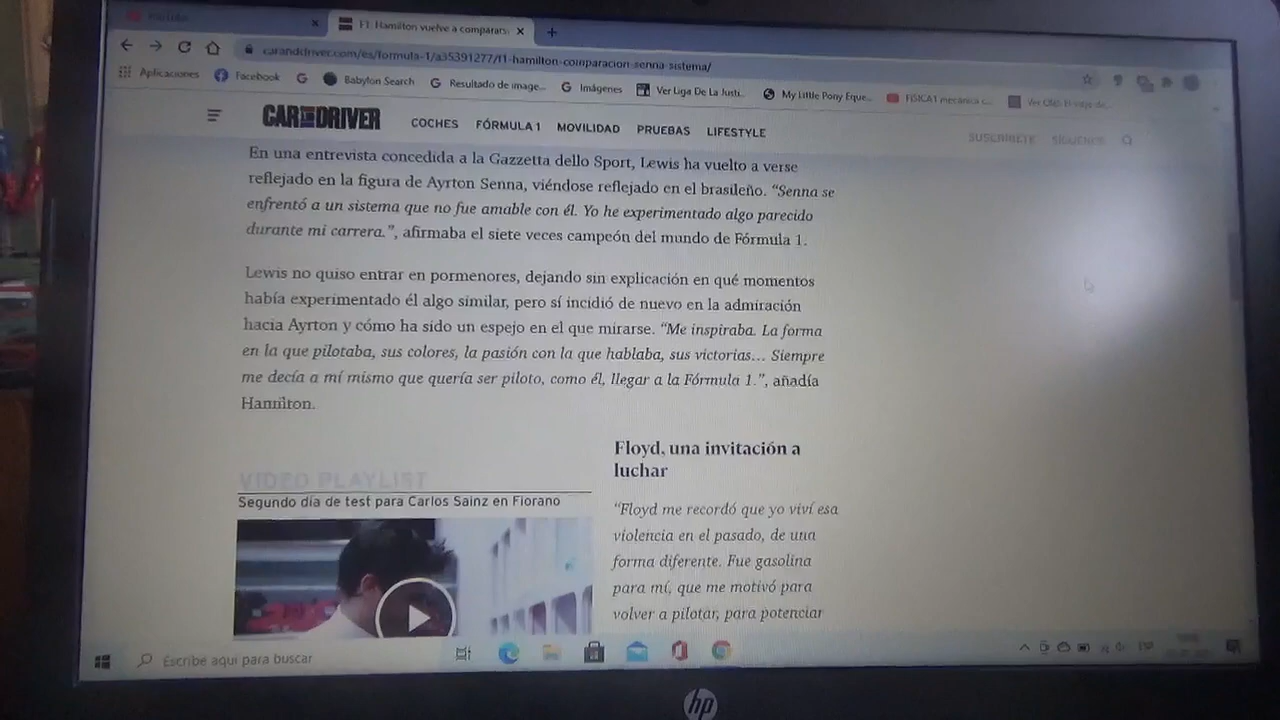 YouTube
F1: Hamilton vuelve a comparars
carandcriver.com/es/formula-1/a35391277/f1-hamilton-comparacion-senna-sistema/
Aplicaciones Facebook Babylon Search Resultado de image... Imágenes Ver Liga De La Justi... My Little Pony Eque... FISICA1 mecánica c...
CAR AND DRIVER COCHES FÓRMULA 1 MOVILIDAD PRUEBAS LIFESTYLE SUSCRÍBETE SÍGUENOS
En una entrevista concedida a la Gazzetta dello Sport, Lewis ha vuelto a verse
reflejado en la figura de Ayrton Senna, viéndose reflejado en el brasileño. “Senna se
enfrentó a un sistema que no fue amable con él. Yo he experimentado algo parecido
durante mi carrera.”, afirmaba el siete veces campeón del mundo de Fórmula 1.
Lewis no quiso entrar en pormenores, dejando sin explicación en qué momentos
había experimentado él algo similar, pero sí incidió de nuevo en la admiración
hacia Ayrton y cómo ha sido un espejo en el que mirarse. “Me inspiraba. La forma
en la que pilotaba, sus colores, la pasión con la que hablaba, sus victorias... Siempre
me decía a mí mismo que quería ser piloto, como él, llegar a la Fórmula 1.”, añadía
Hamilton.
VIDEO PLAYLIST
Segundo día de test para Carlos Sainz en Fiorano
Floyd, una invitación a
luchar
“Floyd me recordó que yo viví esa
violencia en el pasado, de una
forma diferente. Fue gasolina
para mí, que me motivó para
volver a pilotar, para potenciar
Escribe aquí para buscar
ESP
hp